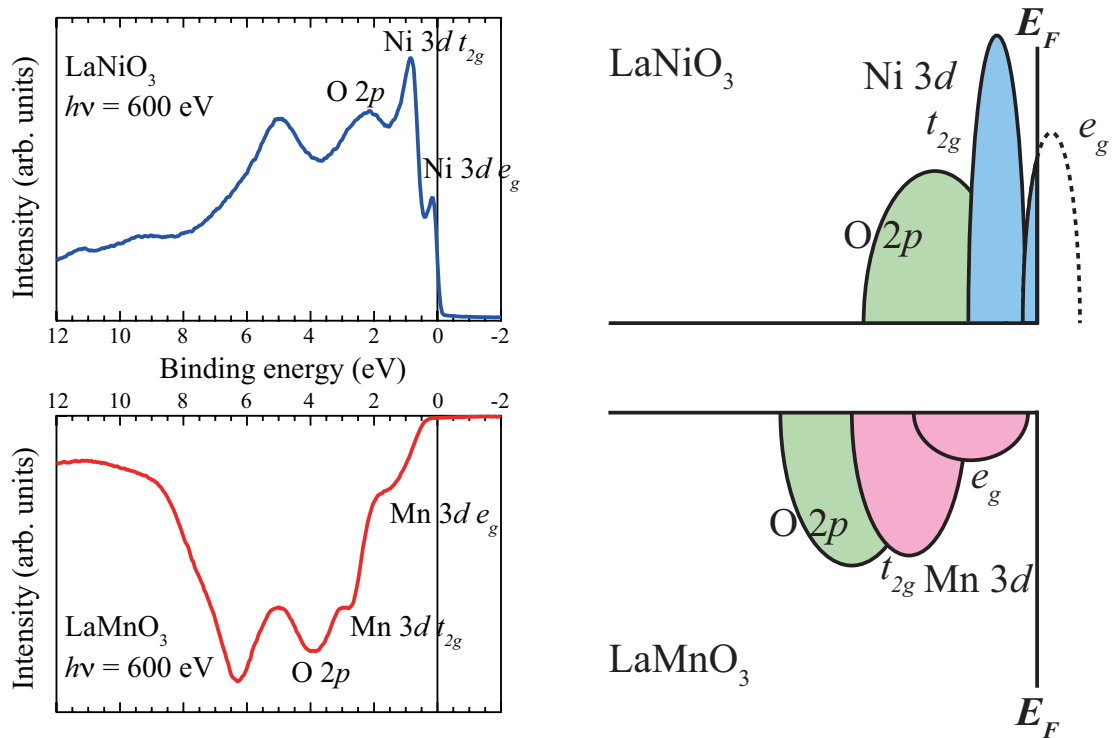 Intensity (arb. units)
LaNiO3
hν = 600 eV
Ni 3d t2g
O 2p
Ni 3d eg
12 10 8 6 4 2 0 -2
Binding energy (eV)
12 10 8 6 4 2 0 -2
Intensity (arb. units)
Mn 3d eg
Mn 3d t2g
O 2p
LaMnO3
hν = 600 eV
LaNiO3
EF
Ni 3d
t2g
eg
O 2p
O 2p
eg
t2g Mn 3d
LaMnO3
EF